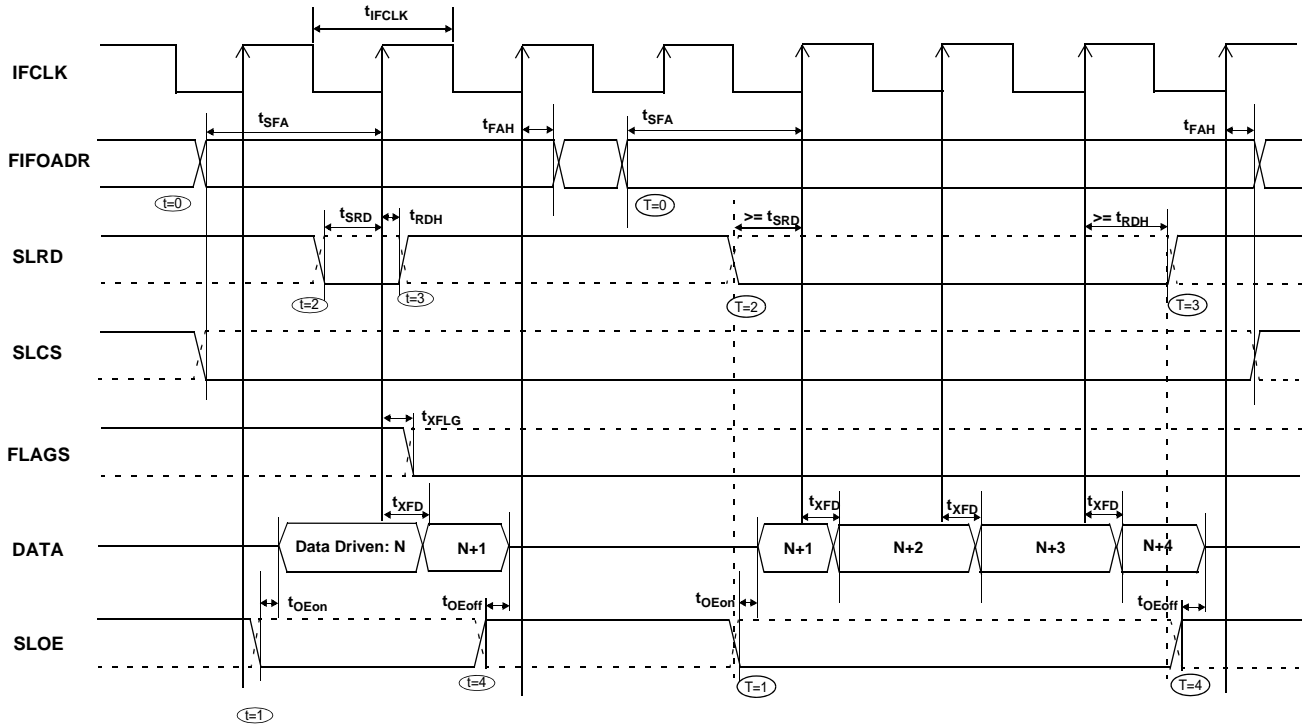 tIFCLK
IFCLK
tSFA
tFAH
tSFA
tFAH
FIFOADR
t=0
T=0
tSRD
tRDH
>= tSRD
>= tRDH
SLRD
t=2
t=3
T=2
T=3
SLCS
tXFLG
FLAGS
tXFD
tXFD
tXFD
tXFD
DATA
Data Driven: N
N+1
N+1
N+2
N+3
N+4
tOEon
tOEoff
tOEon
tOEoff
SLOE
t=4
T=1
T=4
t=1